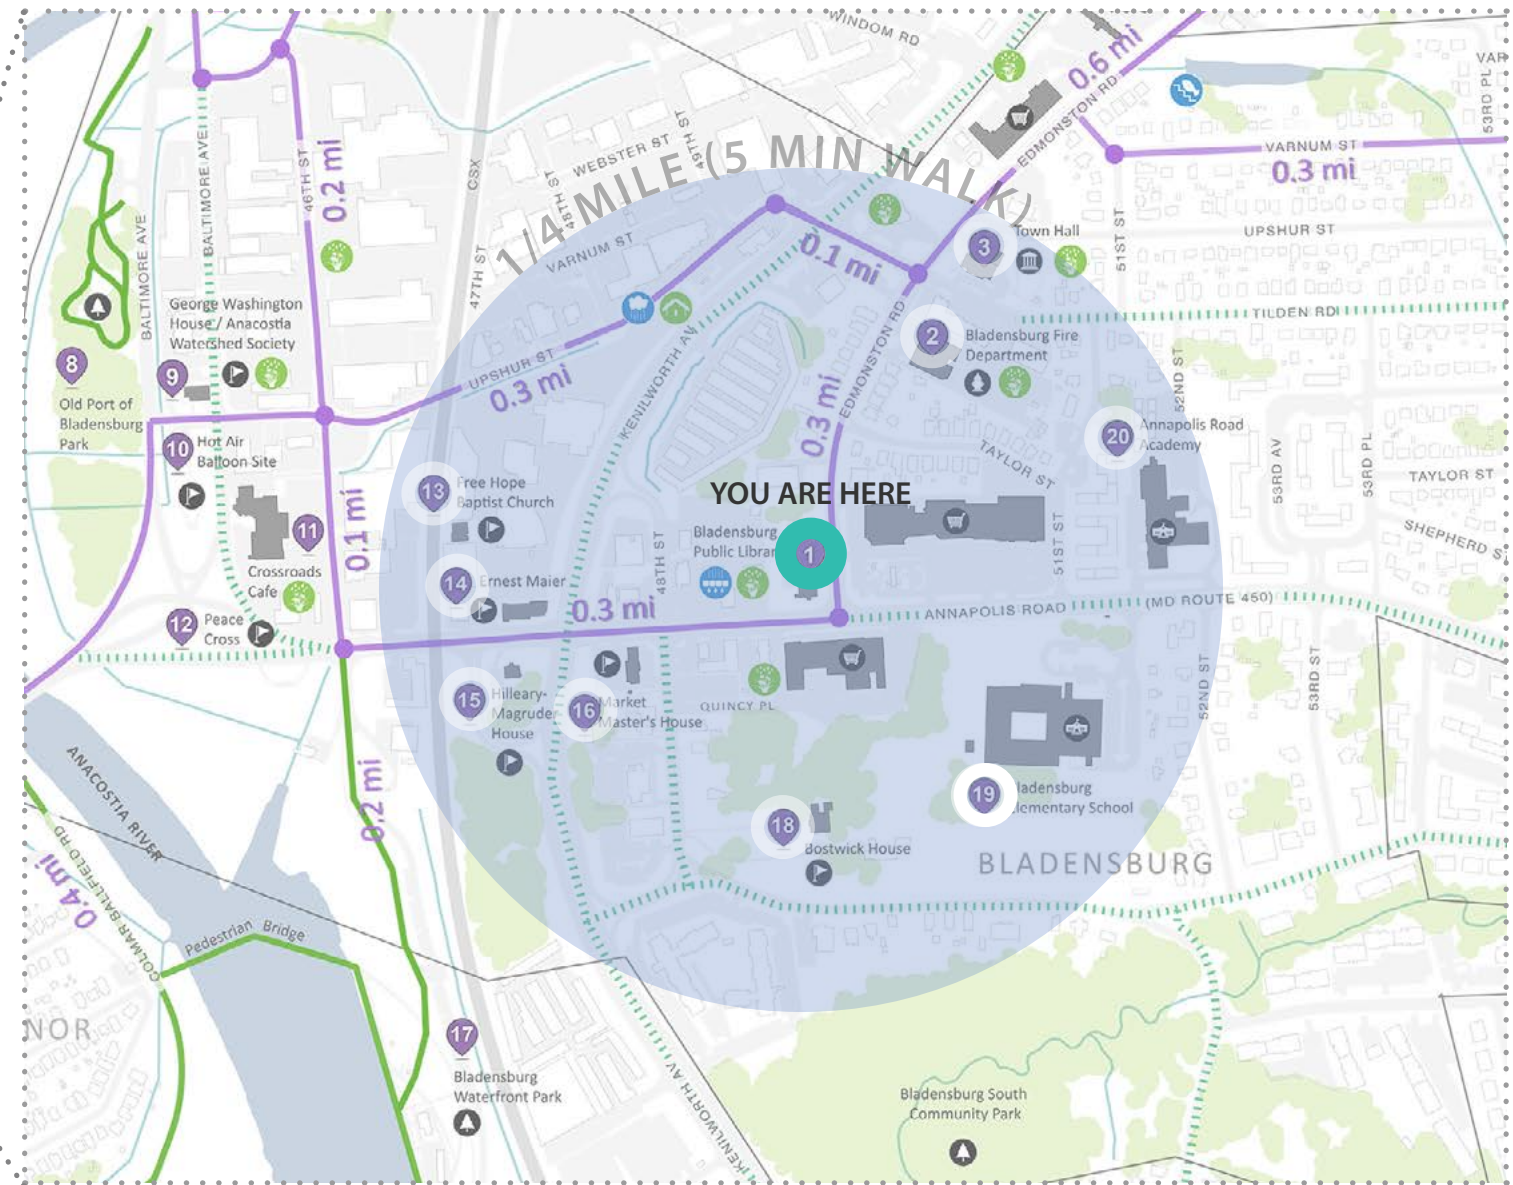 WINDOM RD
0.6 mi
EDMONSTON RD
VAR
53RD PL
VARNUM ST
0.3 mi
WEBSTER ST
49TH ST
48TH ST
CSX
1/4 MILE (5 MIN WALK)
BALTIMORE AVE
46TH ST
0.2 mi
BALTIMORE AVE
47TH ST
VARNUM ST
0.1 mi
3
Town Hall
51ST ST
UPSHUR ST
TILDEN RD
George Washington
House / Anacostia
Watershed Society
8
9
Old Port of
Bladensburg
Park
UPSHUR ST
0.3 mi
KENILWORTH AV
EDMONSTON RD
0.3 mi
2
Bladensburg Fire
Department
52ND ST
20
Annapolis Road
Academy
TAYLOR ST
53RD AV
53RD PL
TAYLOR ST
SHEPHERD S
10
Hot Air
Balloon Site
11
Crossroads
Cafe
0.1 mi
13
Free Hope
Baptist Church
YOU ARE HERE
Bladensburg
Public Librar
1
48TH ST
51ST ST
14
Ernest Maier
0.3 mi
ANNAPOLIS ROAD
(MD ROUTE 450)
12
Peace
Cross
15
Hilleary-
Magruder
House
16
Market
Master's House
QUINCY PL
52ND ST
53RD ST
ANACOSTIA RIVER
0.2 mi
18
Bostwick House
19
ladensburg
lementary School
BLADENSBURG
0.4 mi
COLMAR BALLFIELD RD
Pedestrian Bridge
NOR
17
Bladensburg
Waterfront Park
KENILWORTH AV
Bladensburg South
Community Park